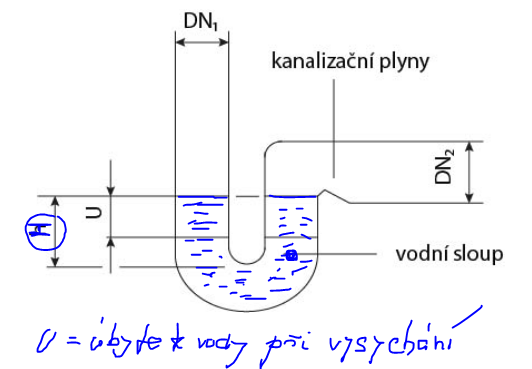 DN₁
kanalizační plyny
DN₂
U
H
vodní sloup
U = úbytek vody při vysychání